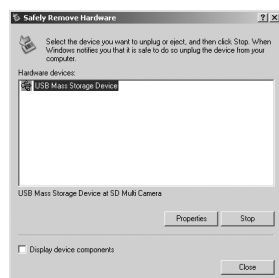 Safely Remove Hardware
Select the device you want to unplug or eject, and then click Stop. When
Windows notifies you that it is safe to do so unplug the device from your
computer.
Hardware devices:
USB Mass Storage Device
USB Mass Storage Device at SD Multi Camera
Properties Stop
Display device components
Close